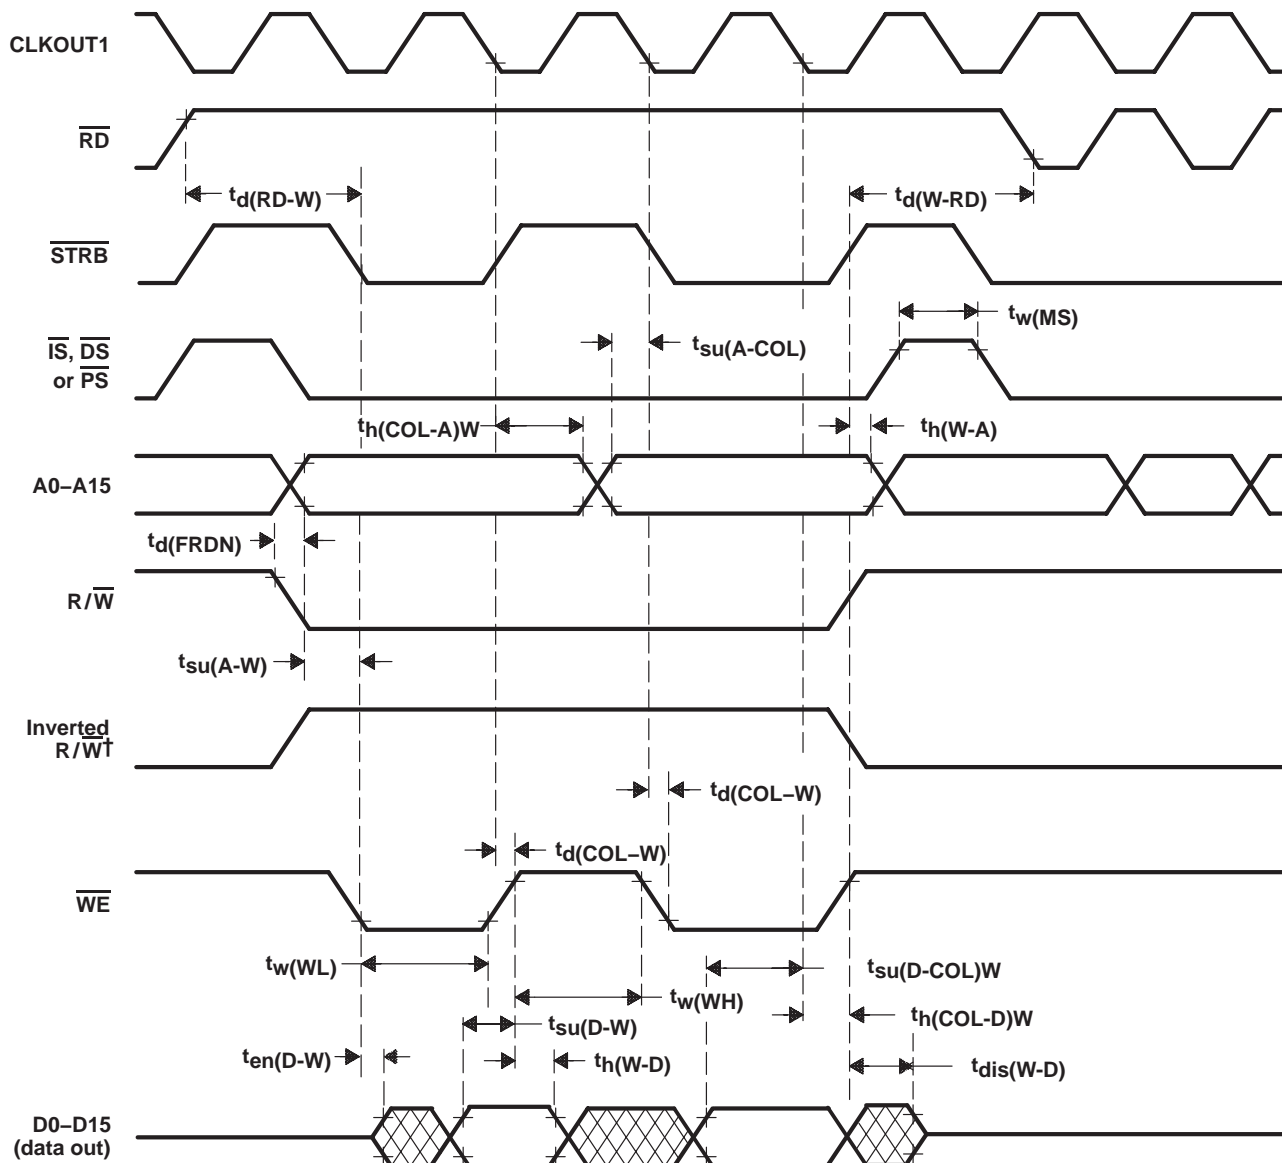 CLKOUT1
RD
td(RD-W)
td(W-RD)
STRB
tw(MS)
IS, DS
or PS
tsu(A-COL)
th(COL-A)W
th(W-A)
A0–A15
td(FRDN)
R/W
tsu(A-W)
Inverted
R/W†
td(COL–W)
td(COL–W)
WE
tw(WL)
tsu(D-COL)W
tw(WH)
th(COL-D)W
tsu(D-W)
ten(D-W)
th(W-D)
tdis(W-D)
D0–D15
(data out)